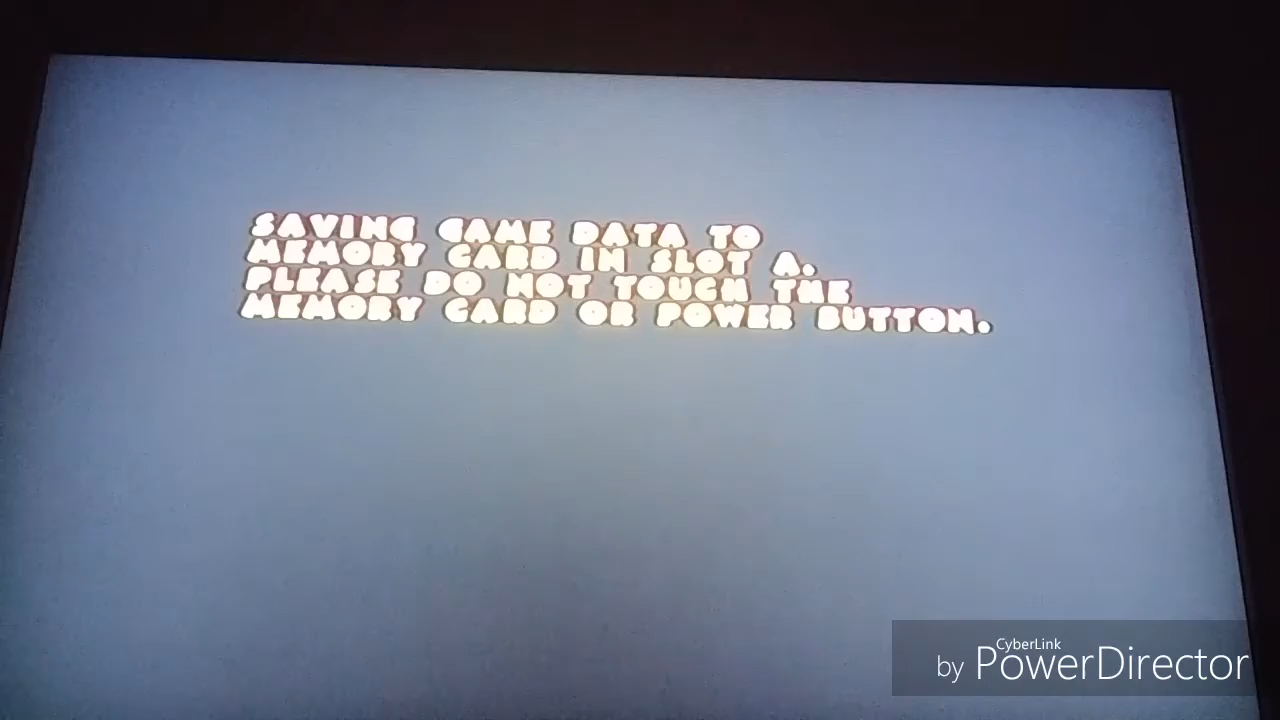 SAVING GAME DATA TO
MEMORY CARD IN SLOT A.
PLEASE DO NOT TOUCH THE
MEMORY CARD OR POWER BUTTON.
CyberLink
by PowerDirector